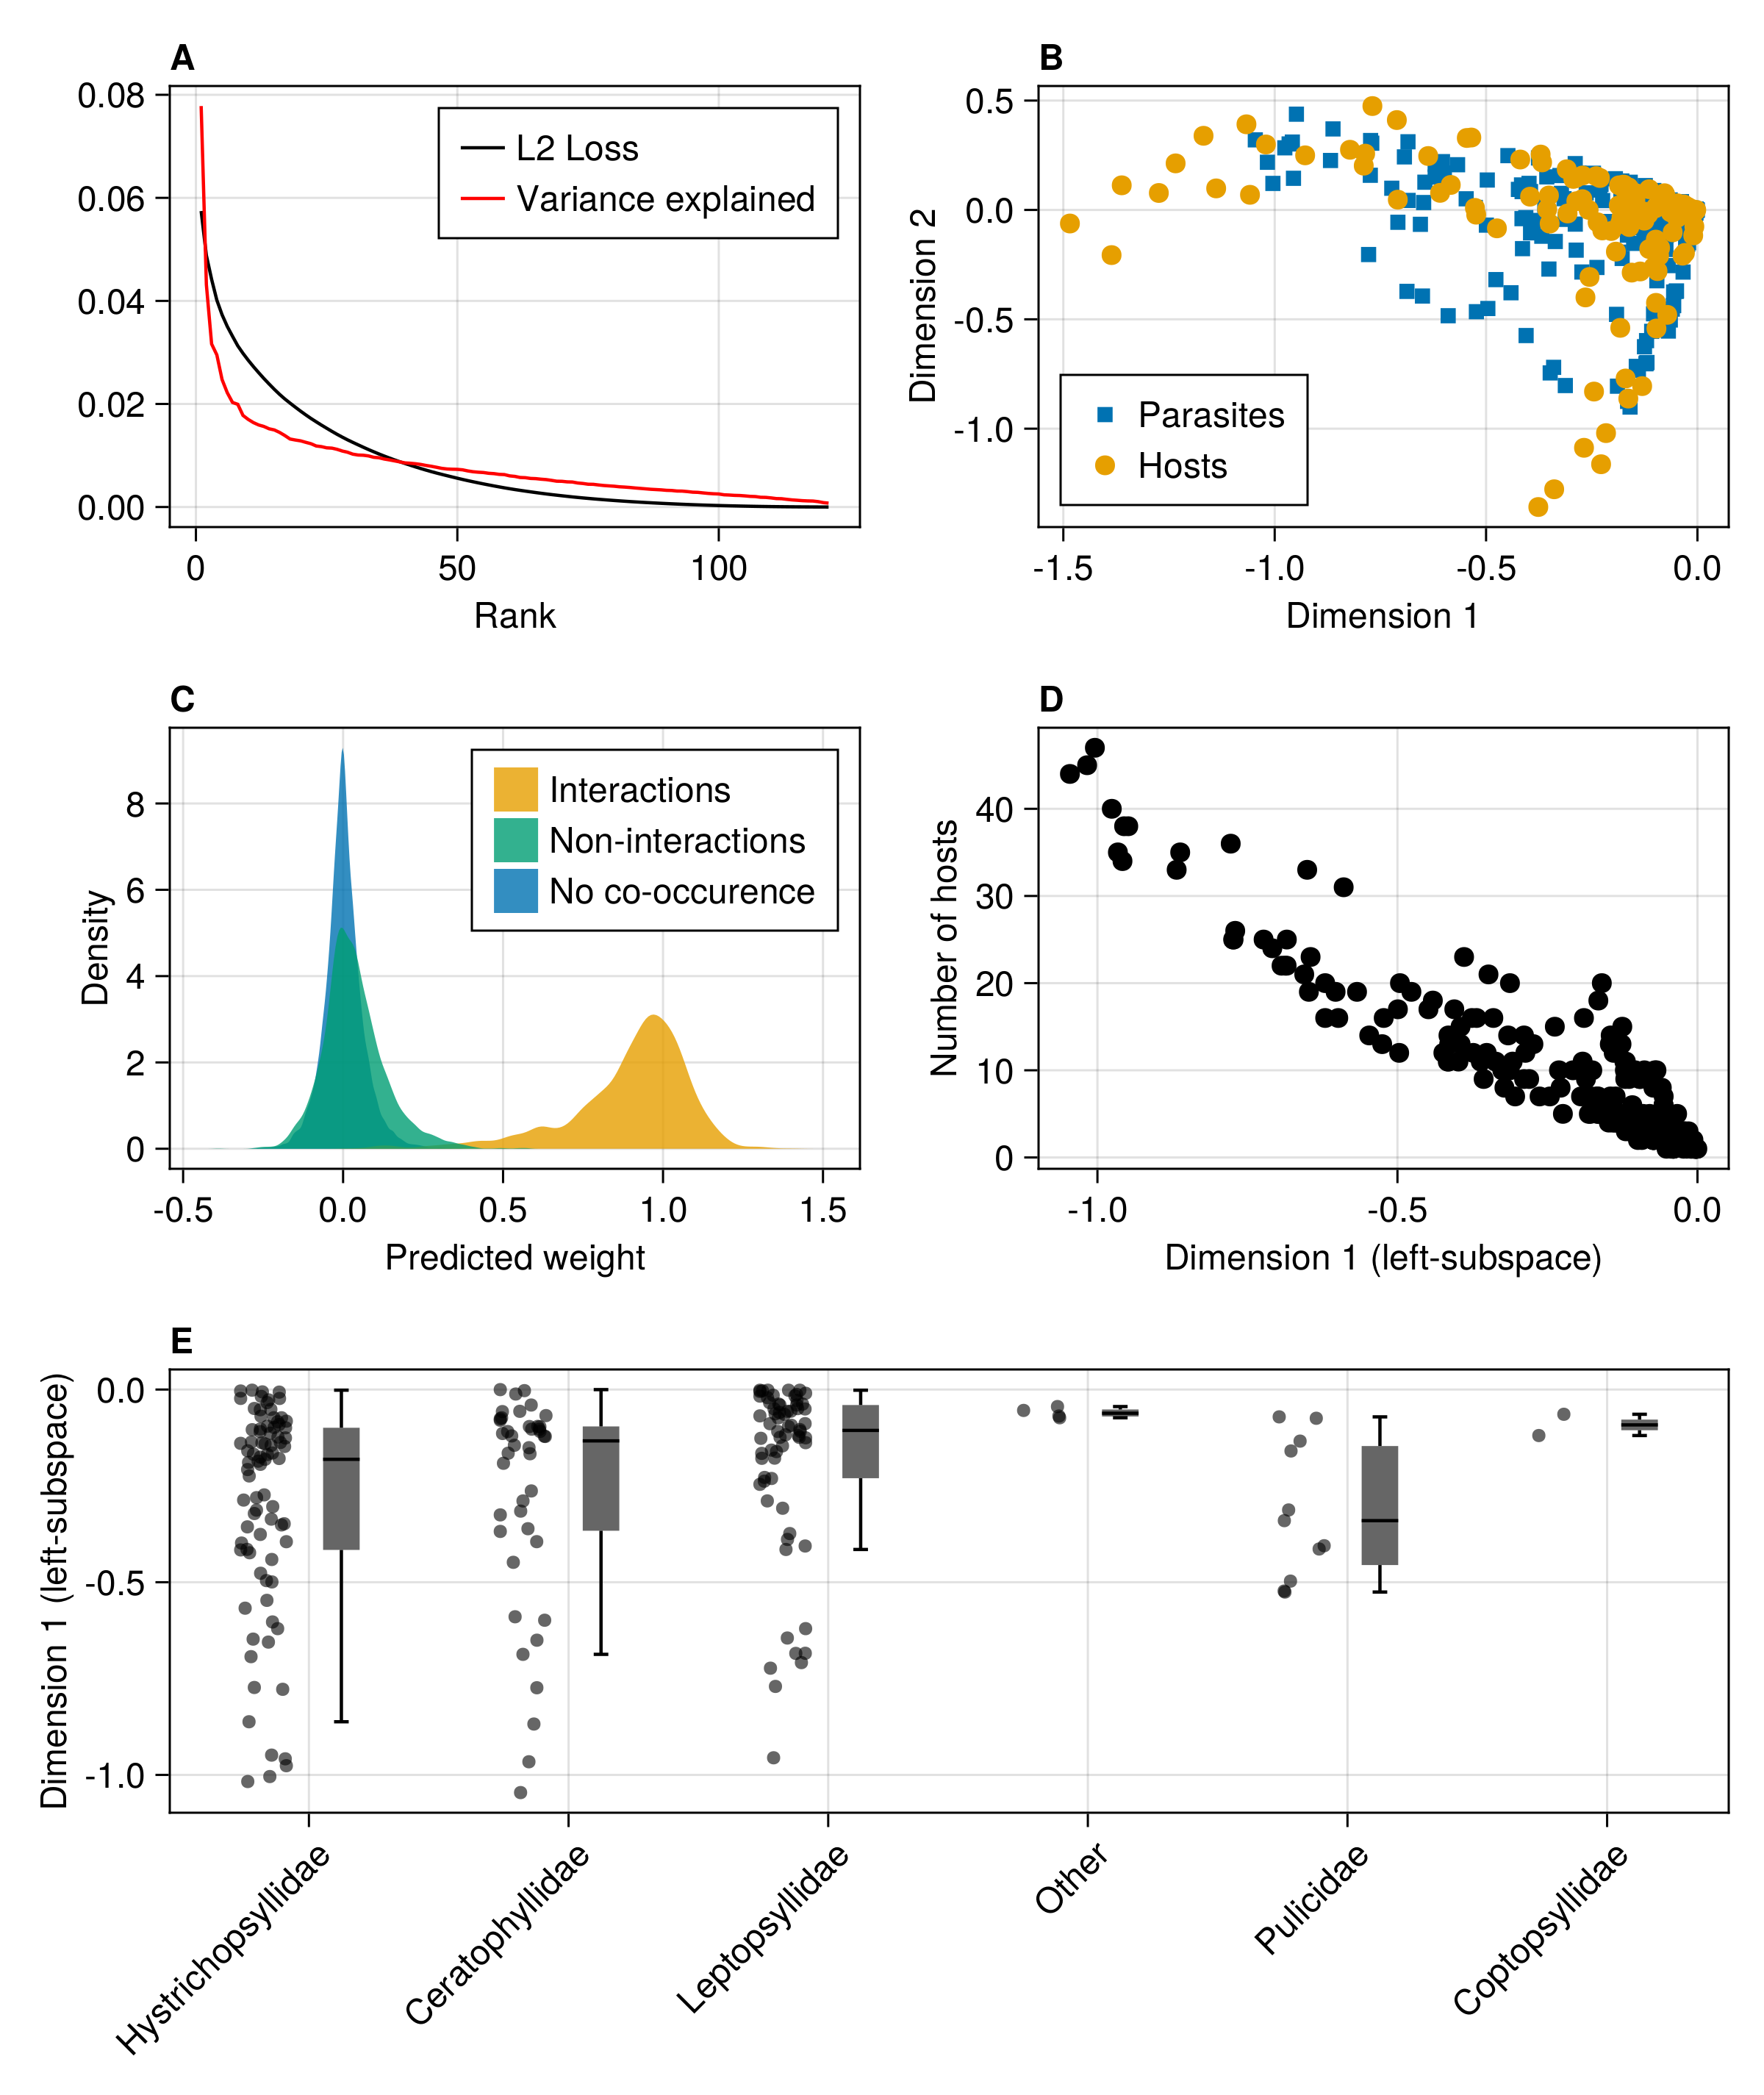 A
0.08
0.06
0.04
0.02
0.00
L2 Loss
Variance explained
0 50 100
Rank
B
0.5
0.0
-0.5
-1.0
Dimension 2
Parasites
Hosts
-1.5 -1.0 -0.5 0.0
Dimension 1
C
8
6
4
2
0
Density
Interactions
Non-interactions
No co-occurence
-0.5 0.0 0.5 1.0 1.5
Predicted weight
D
40
30
20
10
0
Number of hosts
-1.0 -0.5 0.0
Dimension 1 (left-subspace)
E
0.0
-0.5
-1.0
Dimension 1 (left-subspace)
Hystrichopsyllidae
Ceratophyllidae
Leptopsyllidae
Other
Pulicidae
Coptopsyllidae